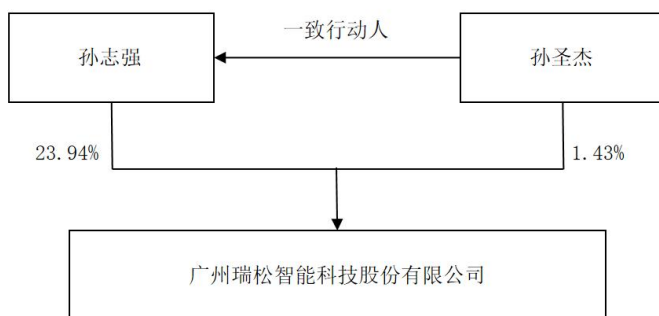 一致行动人
孙志强
孙圣杰
23.94%
1.43%
广州瑞松智能科技股份有限公司